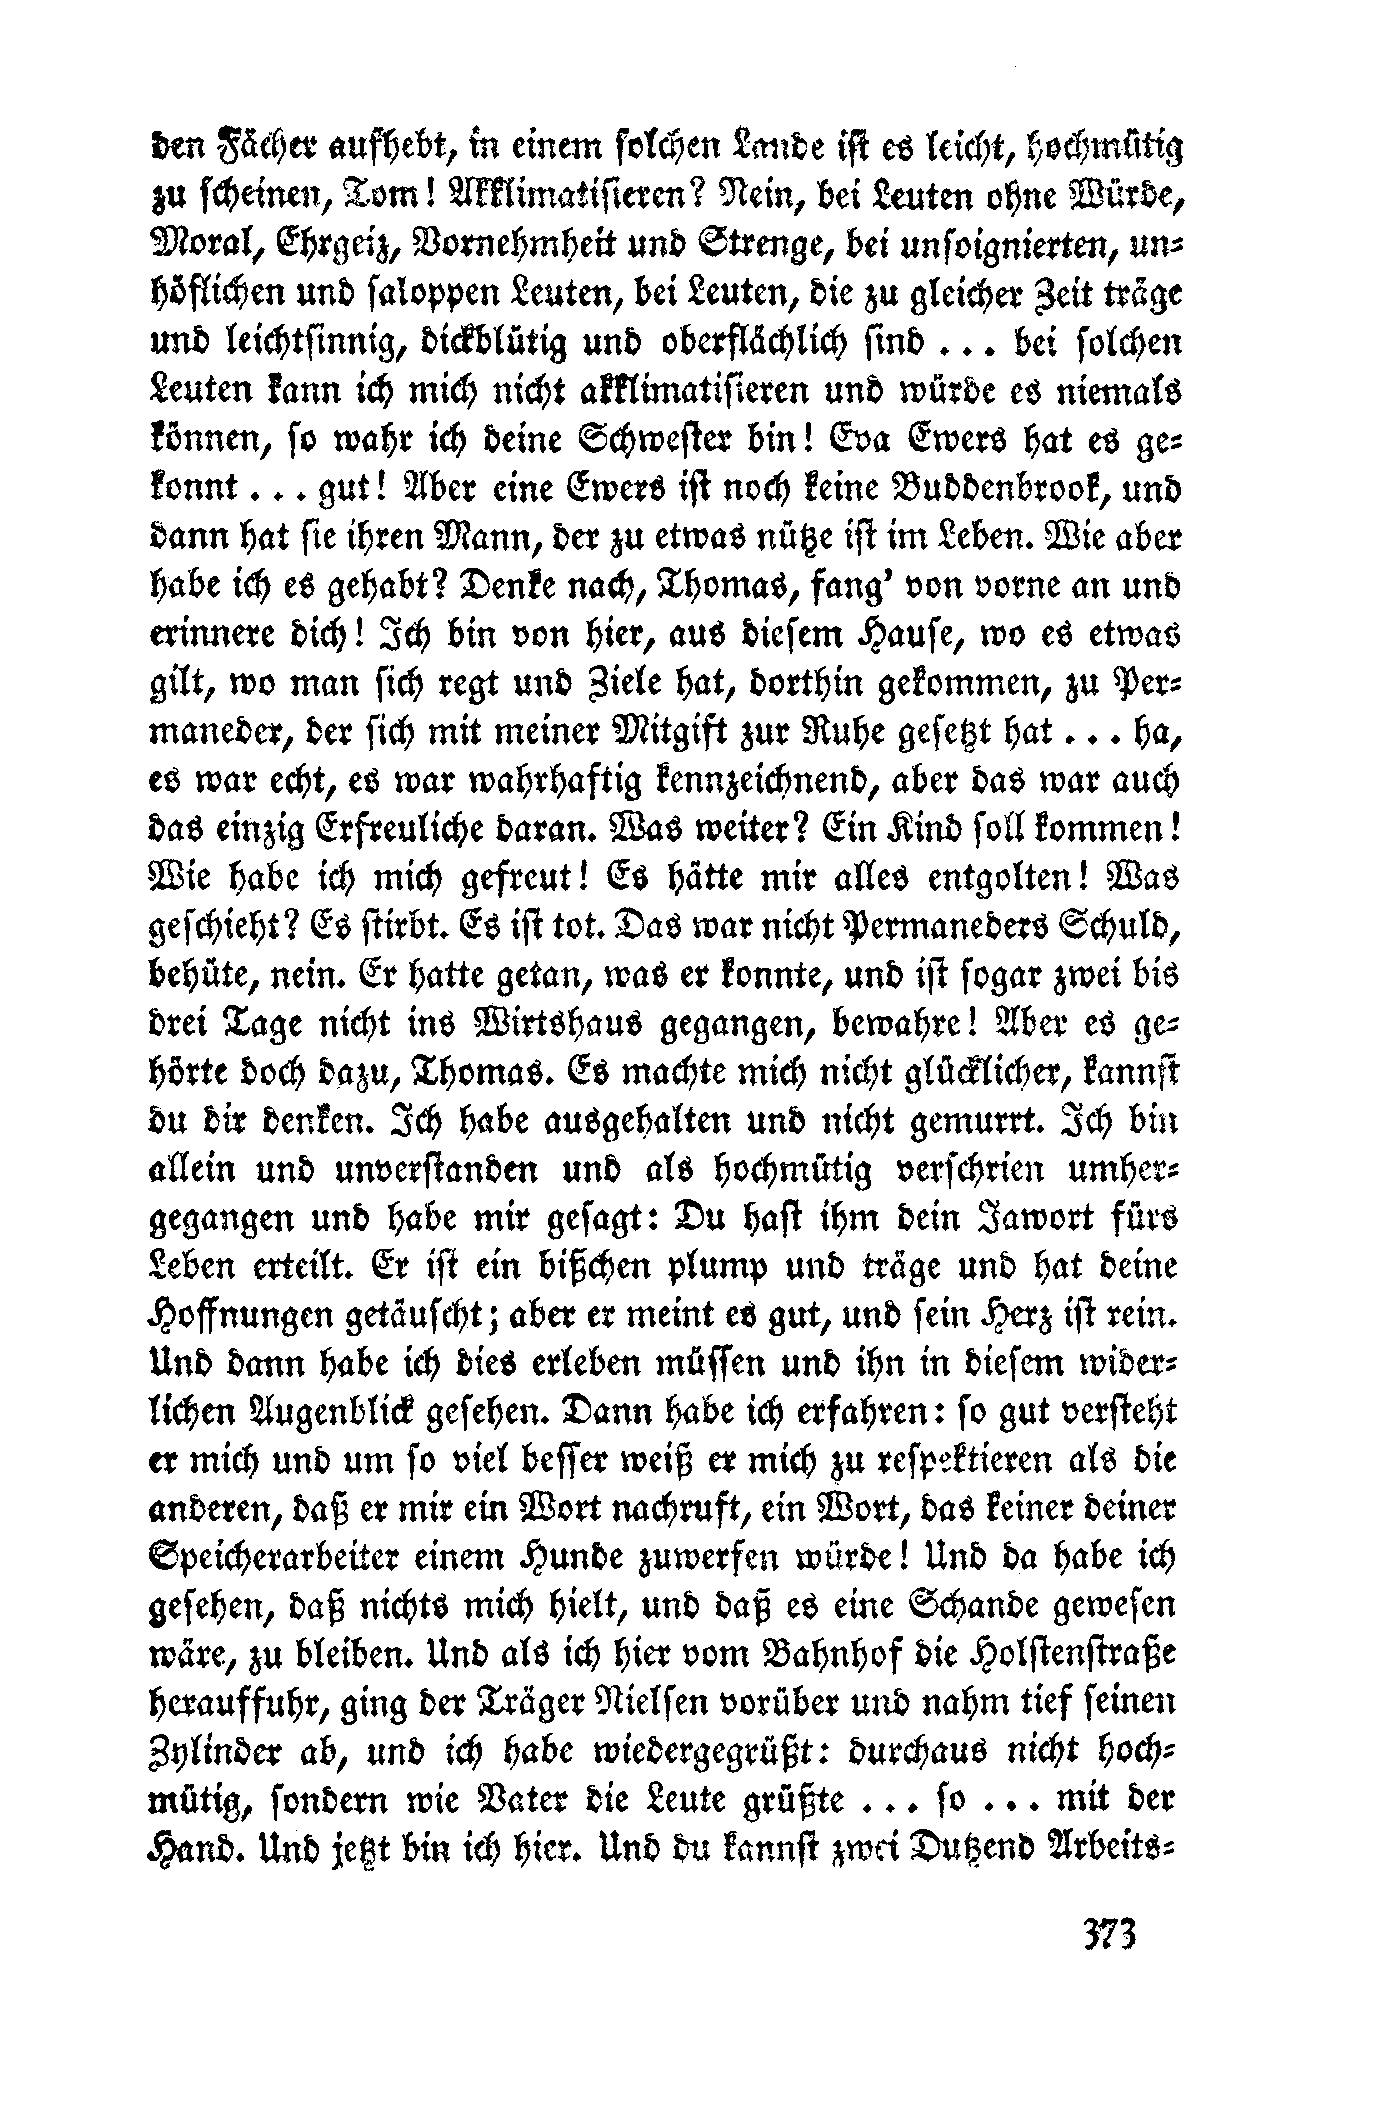 den Fächer aufhebt, in einem solchen Lande ist es leicht, hochmütig
zu scheinen, Tom! Akklimatisieren? Nein, bei Leuten ohne Würde,
Moral, Ehrgeiz, Vornehmheit und Strenge, bei unsoignierten, un-
höflichen und saloppen Leuten, bei Leuten, die zu gleicher Zeit träge
und leichtsinnig, dickblütig und oberflächlich sind . . . bei solchen
Leuten kann ich mich nicht akklimatisieren und würde es niemals
können, so wahr ich deine Schwester bin! Eva Ewers hat es ge-
konnt . . . gut! Aber eine Ewers ist noch keine Buddenbrook, und
dann hat sie ihren Mann, der zu etwas nütze ist im Leben. Wie aber
habe ich es gehabt? Denke nach, Thomas, fang’ von vorne an und
erinnere dich! Ich bin von hier, aus diesem Hause, wo es etwas
gilt, wo man sich regt und Ziele hat, dorthin gekommen, zu Per-
maneder, der sich mit meiner Mitgift zur Ruhe gesetzt hat . . . ha,
es war echt, es war wahrhaftig kennzeichnend, aber das war auch
das einzig Erfreuliche daran. Was weiter? Ein Kind soll kommen!
Wie habe ich mich gefreut! Es hätte mir alles entgolten! Was
geschieht? Es stirbt. Es ist tot. Das war nicht Permaneders Schuld,
behüte, nein. Er hatte getan, was er konnte, und ist sogar zwei bis
drei Tage nicht ins Wirtshaus gegangen, bewahre! Aber es ge-
hörte doch dazu, Thomas. Es machte mich nicht glücklicher, kannst
du dir denken. Ich habe ausgehalten und nicht gemurrt. Ich bin
allein und unverstanden und als hochmütig verschrien umher-
gegangen und habe mir gesagt: Du hast ihm dein Jawort fürs
Leben erteilt. Er ist ein bißchen plump und träge und hat deine
Hoffnungen getäuscht; aber er meint es gut, und sein Herz ist rein.
Und dann habe ich dies erleben müssen und ihn in diesem wider-
lichen Augenblick gesehen. Dann habe ich erfahren: so gut versteht
er mich und um so viel besser weiß er mich zu respektieren als die
anderen, daß er mir ein Wort nachruft, ein Wort, das keiner deiner
Speicherarbeiter einem Hunde zuwerfen würde! Und da habe ich
gesehen, daß nichts mich hielt, und daß es eine Schande gewesen
wäre, zu bleiben. Und als ich hier vom Bahnhof die Holstenstraße
herauffuhr, ging der Träger Nielsen vorüber und nahm tief seinen
Zylinder ab, und ich habe wiedergegrüßt: durchaus nicht hoch-
mütig, sondern wie Vater die Leute grüßte . . . so . . . mit der
Hand. Und jetzt bin ich hier. Und du kannst zwei Dutzend Arbeits-
373